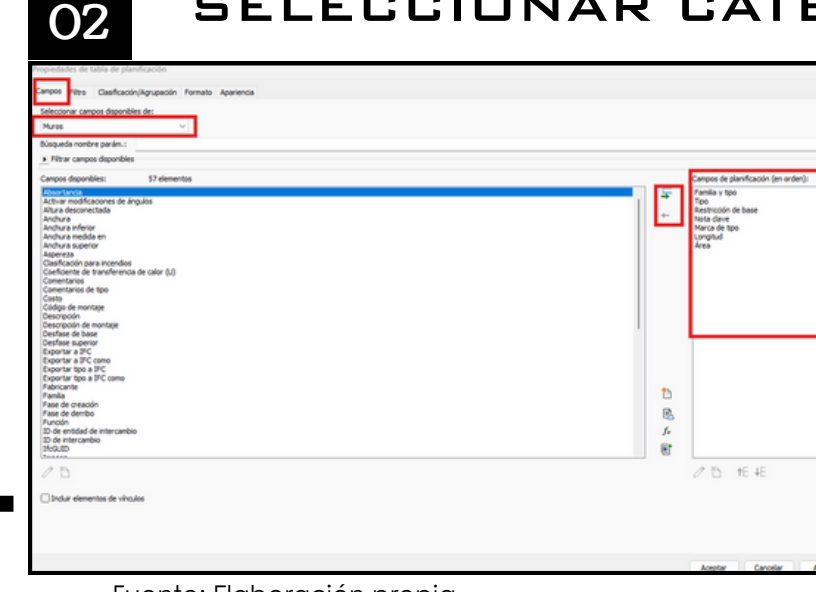 02
SELECCIONAR CATE
Propiedades de tabla de planificación
Campos Filtro Clasificación/Agrupación Formato Apariencia
Seleccionar campos disponibles de:
Muros
Búsqueda nombre parám.:
Filtrar campos disponibles
Campos disponibles: 57 elementos
Absortancia
Activar modificaciones de ángulos
Altura desconectada
Anchura
Anchura inferior
Anchura medida en
Anchura superior
Aspereza
Clasificación para incendios
Coeficiente de transferencia de calor (U)
Comentarios
Comentarios de tipo
Costo
Código de montaje
Descripción
Descripción de montaje
Desfase de base
Desfase superior
Exportar a IFC
Exportar a IFC como
Exportar tipo a IFC
Exportar tipo a IFC como
Fabricante
Familia
Fase de creación
Fase de derribo
Función
ID de entidad de intercambio
ID de intercambio
IfcGUID
Campos de planificación (en orden):
Familia y tipo
Tipo
Restricción de base
Nota clave
Marca de tipo
Longitud
Área
Incluir elementos de vínculos
Aceptar Cancelar
Fuente: Elaboración propia